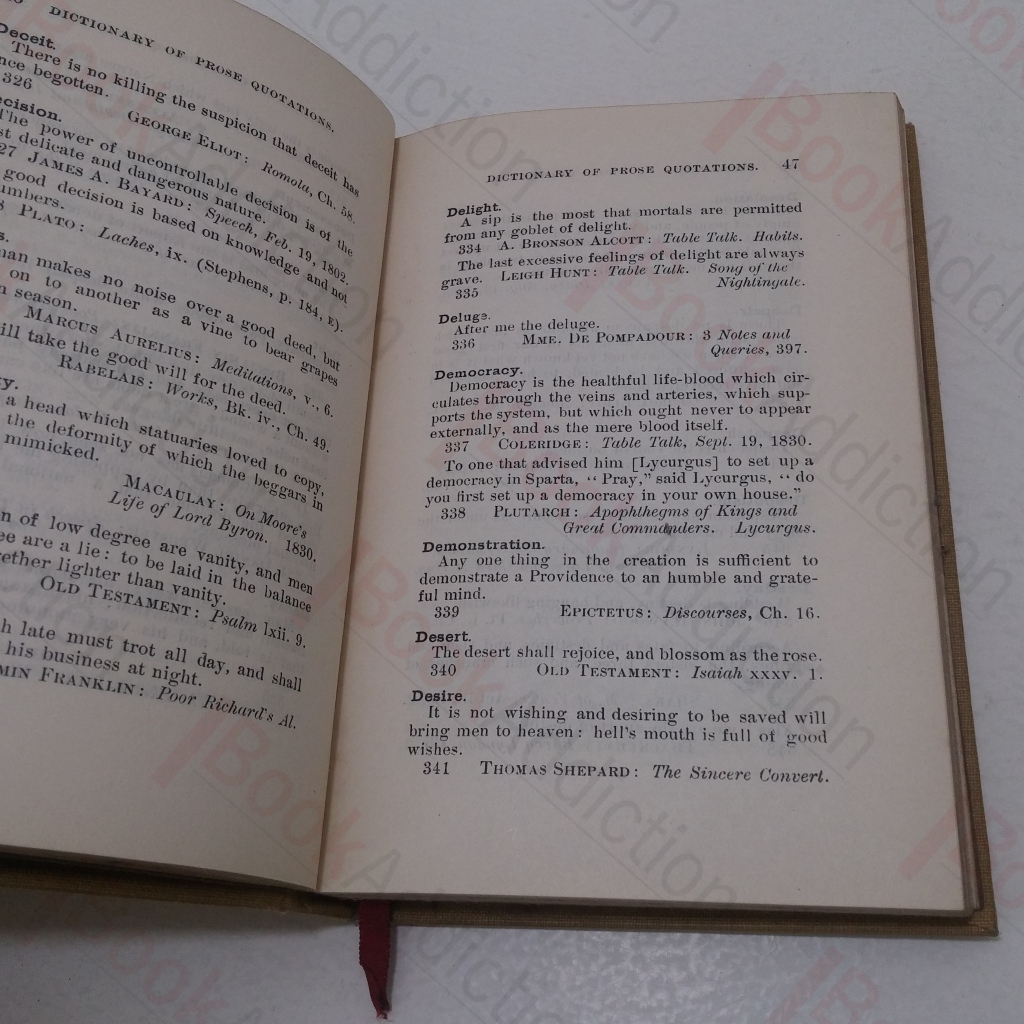 DICTIONARY OF PROSE QUOTATIONS.
Deceit.
There is no killing the suspicion that deceit has
nce begotten.
326 GEORGE ELIOT: Romola, Ch. 58.
ecision.
The power of uncontrollable decision is of the
st delicate and dangerous nature.
27 JAMES A. BAYARD: Speech, Feb. 19, 1802.
good decision is based on knowledge and not
umbers.
8 PLATO: Laches, ix. (Stephens, p. 184, E).
s.
man makes no noise over a good deed, but
on to another as a vine to bear grapes
n season.
MARCUS AURELIUS: Meditations, v., 6.
ill take the good will for the deed.
RABELAIS: Works, Bk. iv., Ch. 49.
ty.
a head which statuaries loved to copy,
the deformity of which the beggars in
mimicked.
MACAULAY: On Moore's
Life of Lord Byron. 1830.
n of low degree are vanity, and men
ee are a lie: to be laid in the balance
gether lighter than vanity.
OLD TESTAMENT: Psalm lxii. 9.
h late must trot all day, and shall
his business at night.
MIN FRANKLIN: Poor Richard's Al.
DICTIONARY OF PROSE QUOTATIONS. 47
Delight.
A sip is the most that mortals are permitted
from any goblet of delight.
334 A. BRONSON ALCOTT: Table Talk. Habits.
The last excessive feelings of delight are always
grave. LEIGH HUNT: Table Talk. Song of the
335 Nightingale.
Deluge.
After me the deluge.
336 MME. DE POMPADOUR: 3 Notes and
Queries, 397.
Democracy.
Democracy is the healthful life-blood which cir-
culates through the veins and arteries, which sup-
ports the system, but which ought never to appear
externally, and as the mere blood itself.
337 COLERIDGE: Table Talk, Sept. 19, 1830.
To one that advised him [Lycurgus] to set up a
democracy in Sparta, "Pray," said Lycurgus, "do
you first set up a democracy in your own house."
338 PLUTARCH: Apophthegms of Kings and
Great Commanders. Lycurgus.
Demonstration.
Any one thing in the creation is sufficient to
demonstrate a Providence to an humble and grate-
ful mind.
339 EPICTETUS: Discourses, Ch. 16.
Desert.
The desert shall rejoice, and blossom as the rose.
340 OLD TESTAMENT: Isaiah xxxv. 1.
Desire.
It is not wishing and desiring to be saved will
bring men to heaven: hell's mouth is full of good
wishes.
341 THOMAS SHEPARD: The Sincere Convert.
BookAddiction